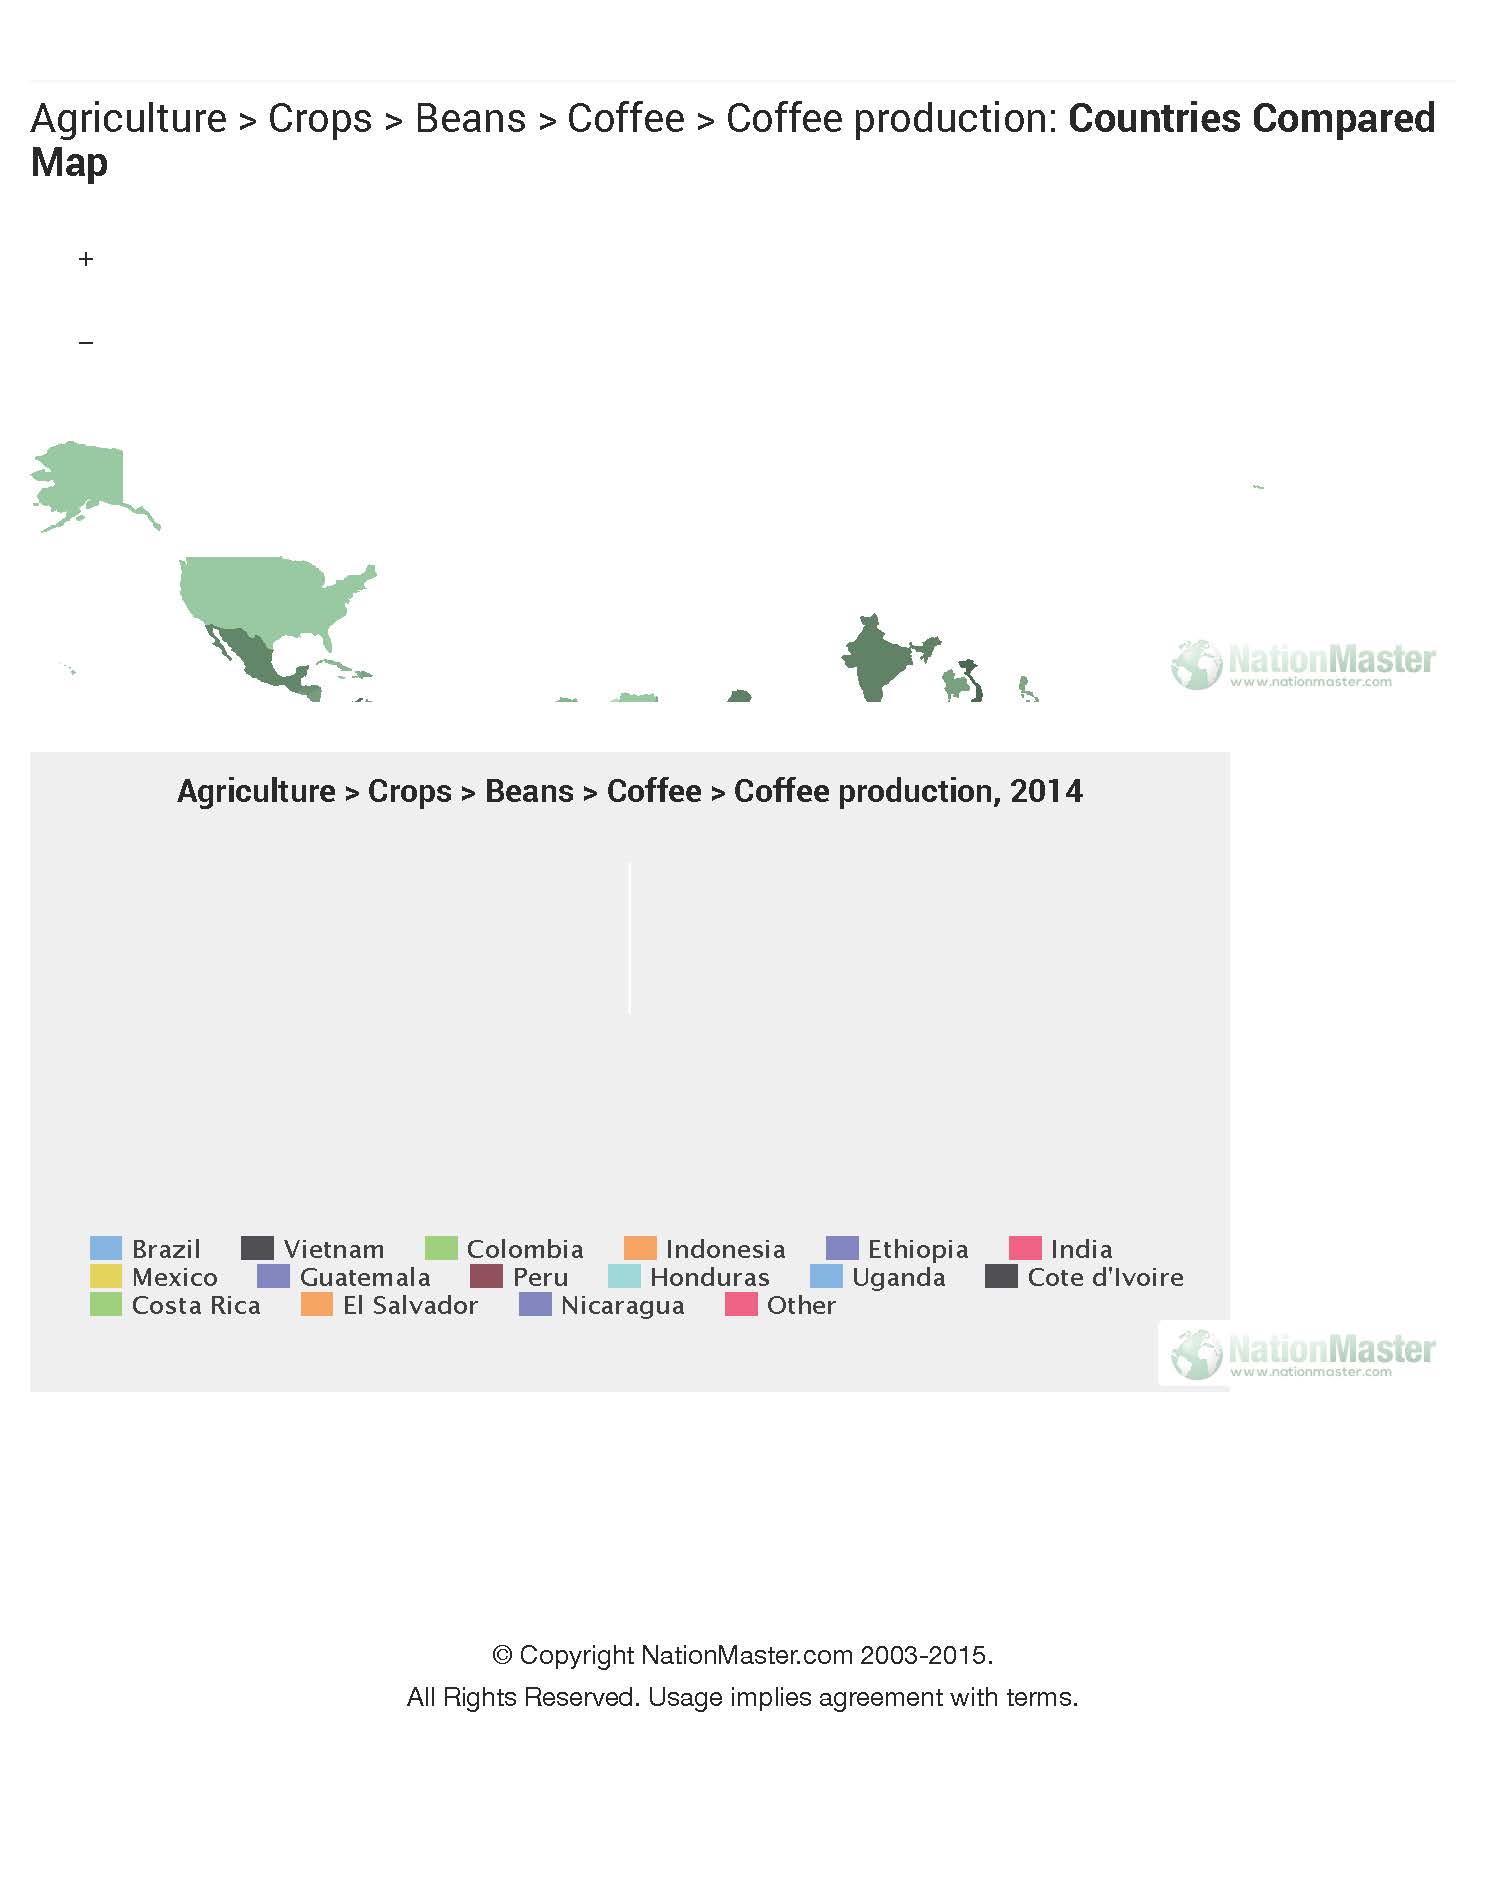 Agriculture > Crops > Beans > Coffee > Coffee production: Countries Compared
Map
+
–
NationMaster
www.nationmaster.com
Agriculture > Crops > Beans > Coffee > Coffee production, 2014
Brazil Vietnam Colombia Indonesia Ethiopia India
Mexico Guatemala Peru Honduras Uganda Cote d'Ivoire
Costa Rica El Salvador Nicaragua Other
NationMaster
www.nationmaster.com
© Copyright NationMaster.com 2003-2015.
All Rights Reserved. Usage implies agreement with terms.